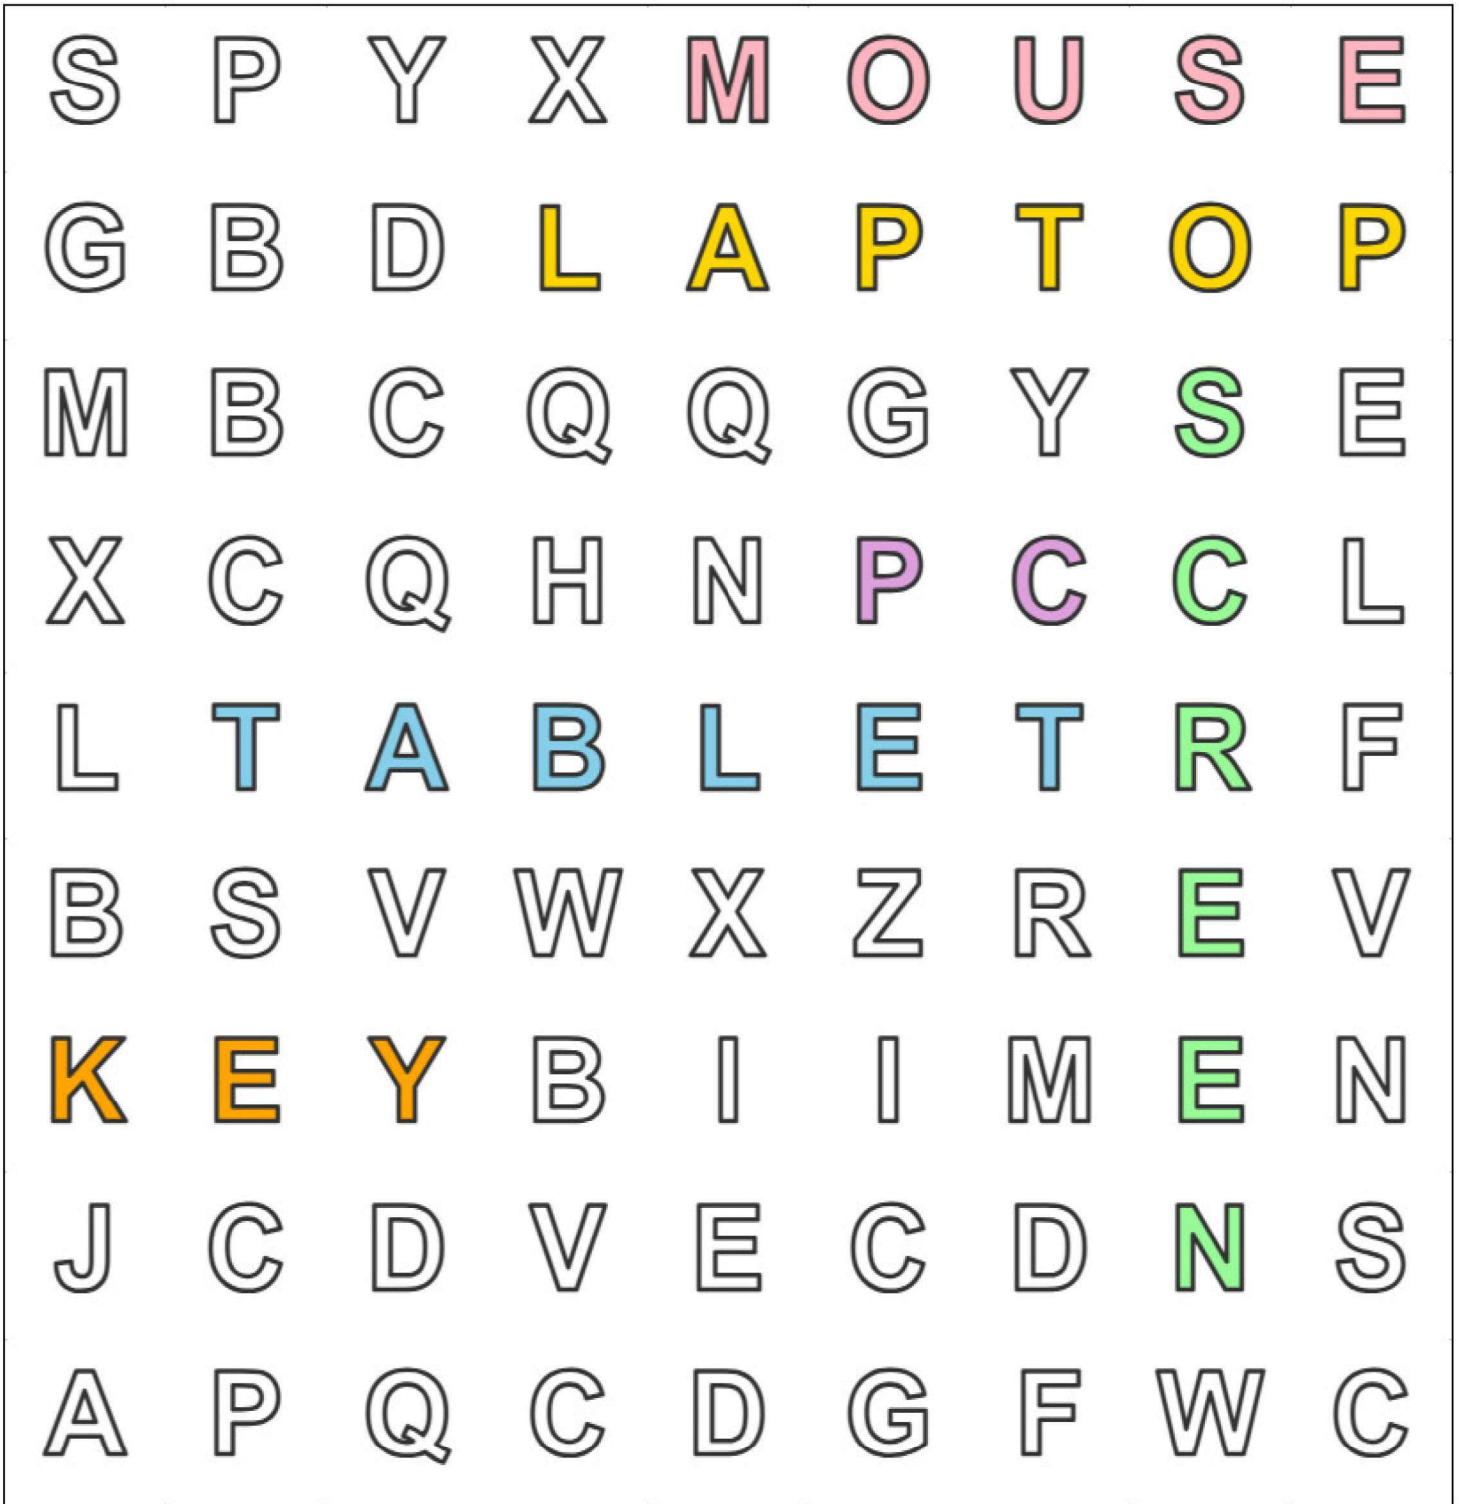 S P Y X M O U S E
G B D L A P T O P
M B C Q Q G Y S E
X C Q H N P C C L
L T A B L E T R F
B S V W X Z R E V
K E Y B I I M E N
J C D V E C D N S
A P Q C D G F W C